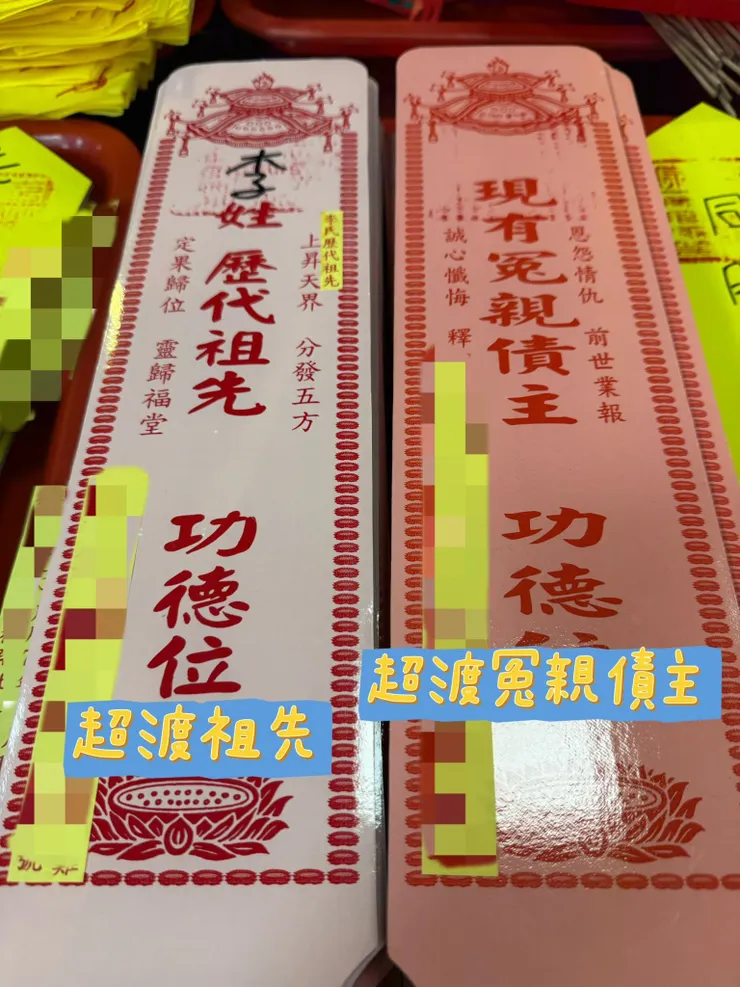 李
姓
歷代祖先
功德位
李氏歷代祖先
上昇天界 分發五方
定果歸位 靈歸福堂
超渡祖先
現有冤親債主
功德位
恩怨情仇 前世業報
誠心懺悔 釋
超渡冤親債主